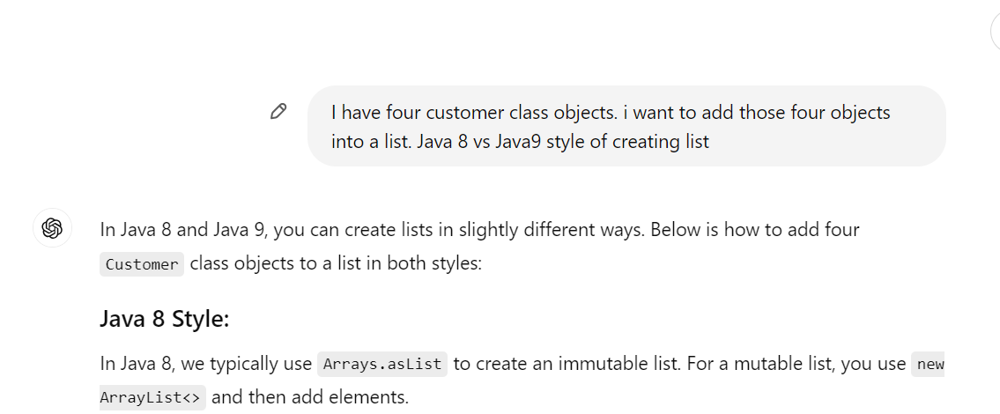 I have four customer class objects. i want to add those four objects
into a list. Java 8 vs Java9 style of creating list
In Java 8 and Java 9, you can create lists in slightly different ways. Below is how to add four
Customer class objects to a list in both styles:
Java 8 Style:
In Java 8, we typically use Arrays.asList to create an immutable list. For a mutable list, you use new
ArrayList<> and then add elements.